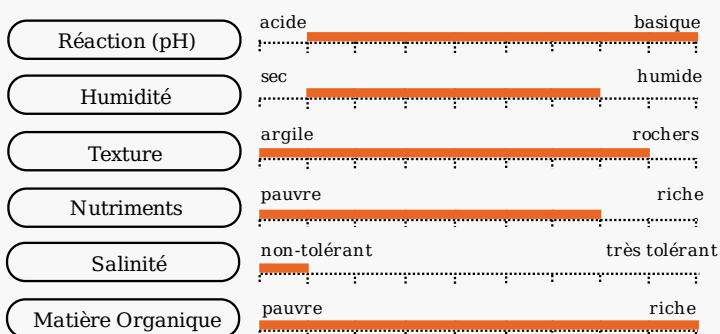 acide basique
Réaction (pH)
sec humide
Humidité
argile rochers
Texture
pauvre riche
Nutriments
non-tolérant très tolérant
Salinité
pauvre riche
Matière Organique